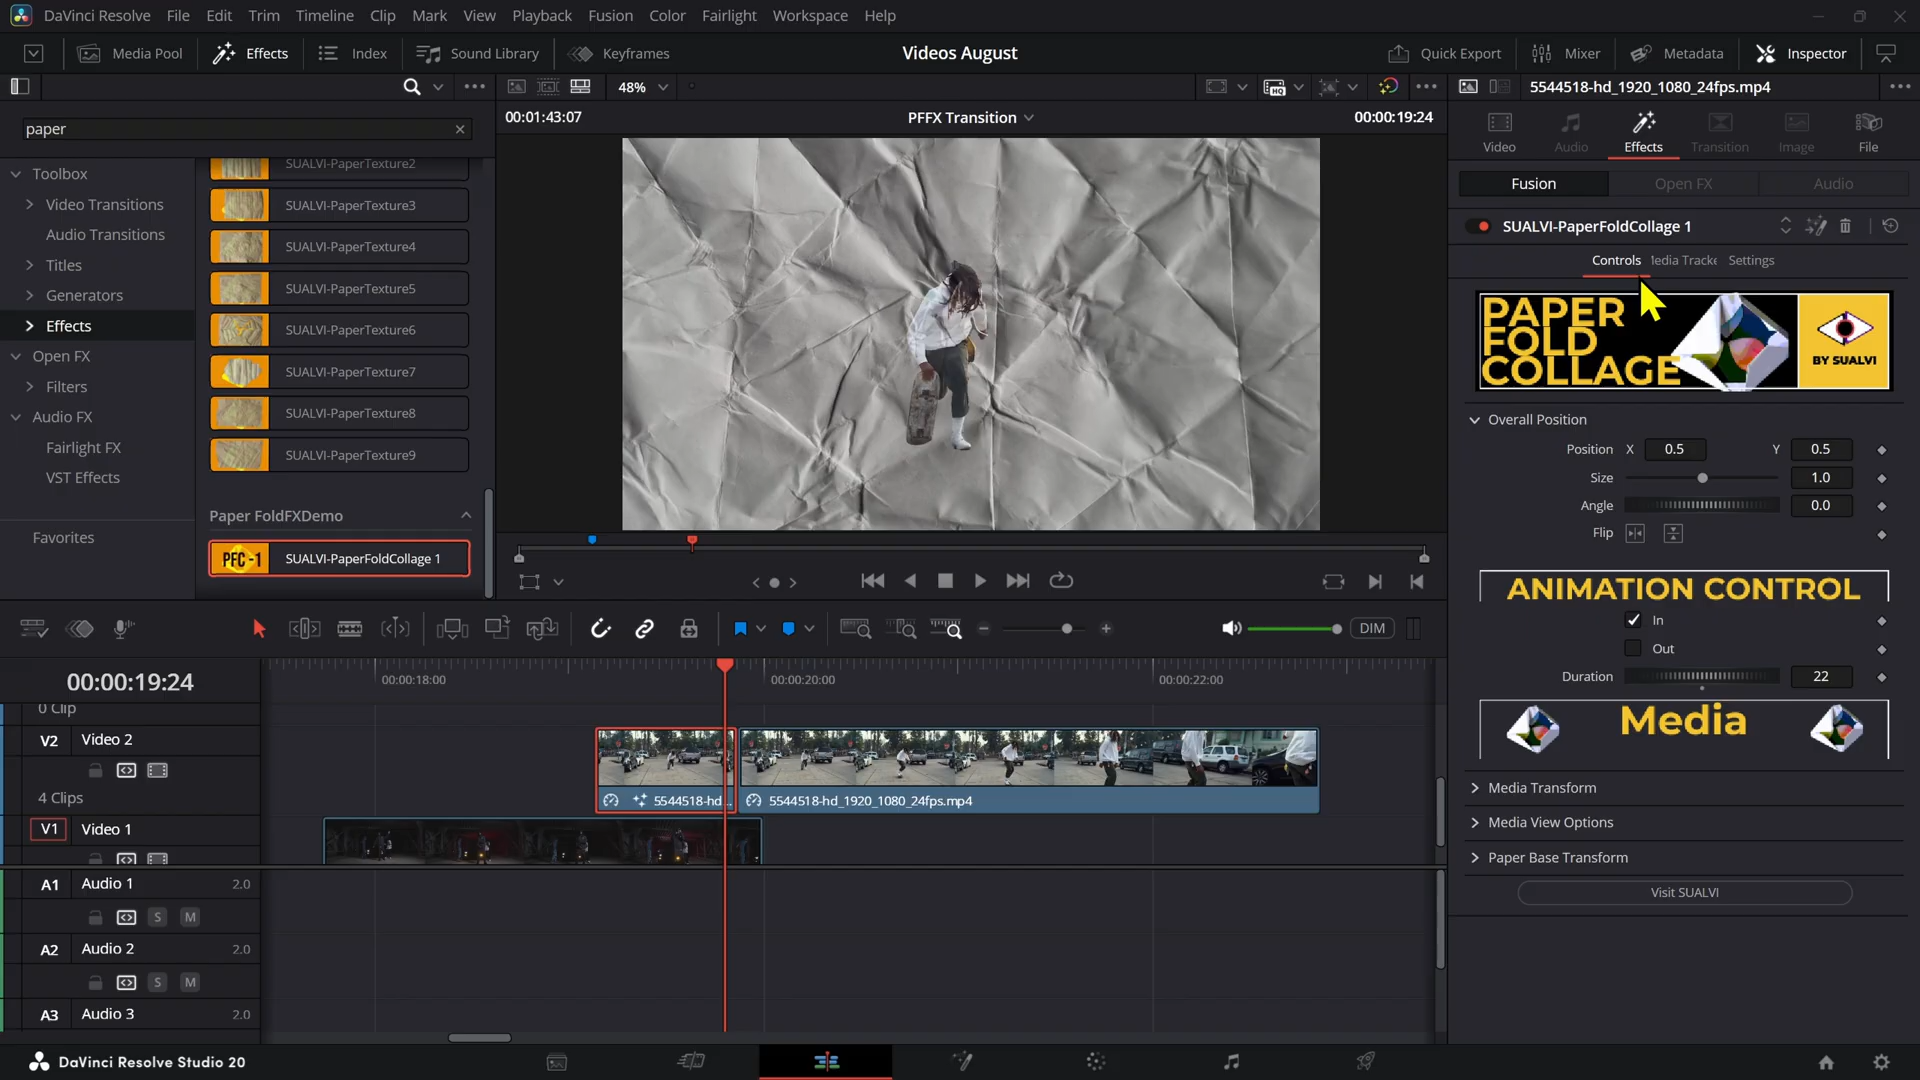 DaVinci Resolve File Edit Trim Timeline Clip Mark View Playback Fusion Color Fairlight Workspace Help
Media Pool Effects Index Sound Library Keyframes Videos August Quick Export Mixer Metadata Inspector
48% 5544518-hd_1920_1080_24fps.mp4
00:01:43:07 PFFX Transition 00:00:19:24
paper
Video Audio Effects Transition Image File
Toolbox
Video Transitions
Audio Transitions
Titles
Generators
Effects
Open FX
Filters
Audio FX
Fairlight FX
VST Effects
Favorites
SUALVI-PaperTexture2
SUALVI-PaperTexture3
SUALVI-PaperTexture4
SUALVI-PaperTexture5
SUALVI-PaperTexture6
SUALVI-PaperTexture7
SUALVI-PaperTexture8
SUALVI-PaperTexture9
Paper FoldFXDemo
PFC -1 SUALVI-PaperFoldCollage 1
Fusion Open FX Audio
SUALVI-PaperFoldCollage 1
Controls ledia Tracke Settings
PAPER
FOLD
COLLAGE
BY SUALVI
Overall Position
Position X 0.5 Y 0.5
Size 1.0
Angle 0.0
Flip
ANIMATION CONTROL
In
Out
Duration 22
Media
Media Transform
Media View Options
Paper Base Transform
Visit SUALVI
DIM
00:00:19:24
00:00:18:00 00:00:20:00 00:00:22:00
0 Clip
V2 Video 2
4 Clips
5544518-hd... 5544518-hd_1920_1080_24fps.mp4
V1 Video 1
A1 Audio 1 2.0
S M
A2 Audio 2 2.0
S M
A3 Audio 3 2.0
DaVinci Resolve Studio 20